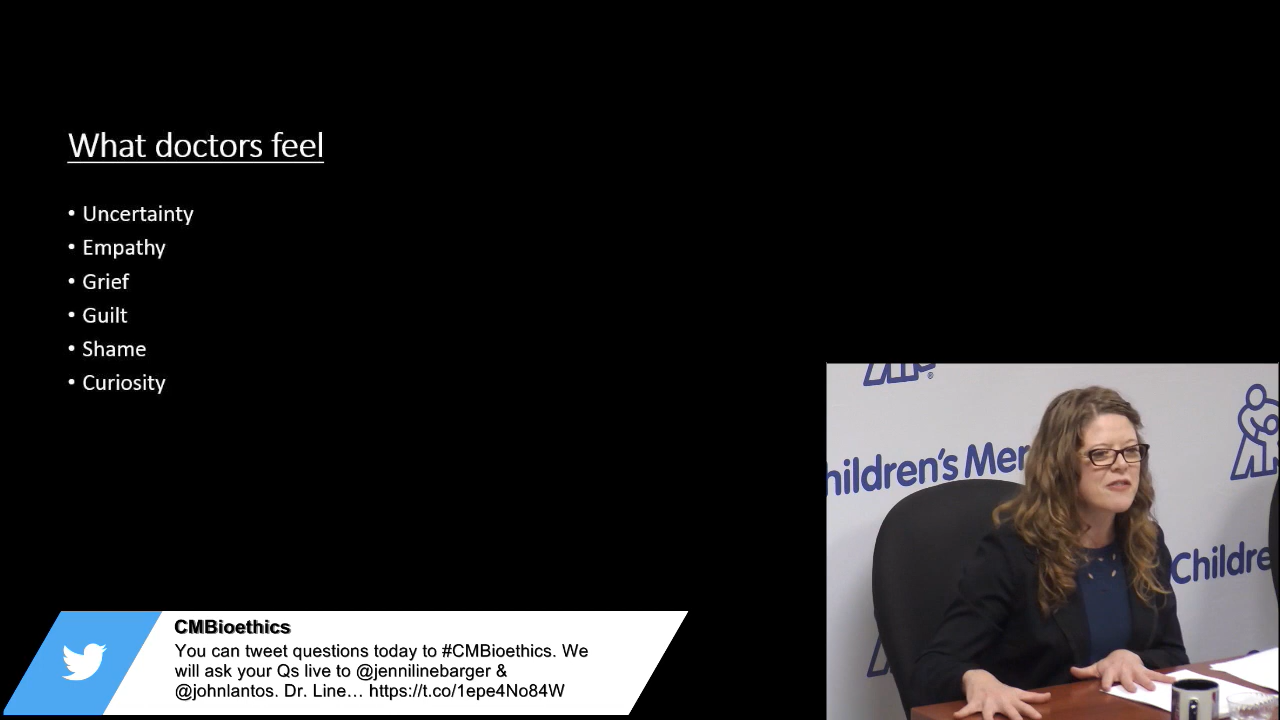 What doctors feel
• Uncertainty
• Empathy
• Grief
• Guilt
• Shame
• Curiosity
hildren's Mer
Childre
CMBioethics
You can tweet questions today to #CMBioethics. We
will ask your Qs live to @jennilinebarger &
@johnlantos. Dr. Line... https://t.co/1epe4No84W